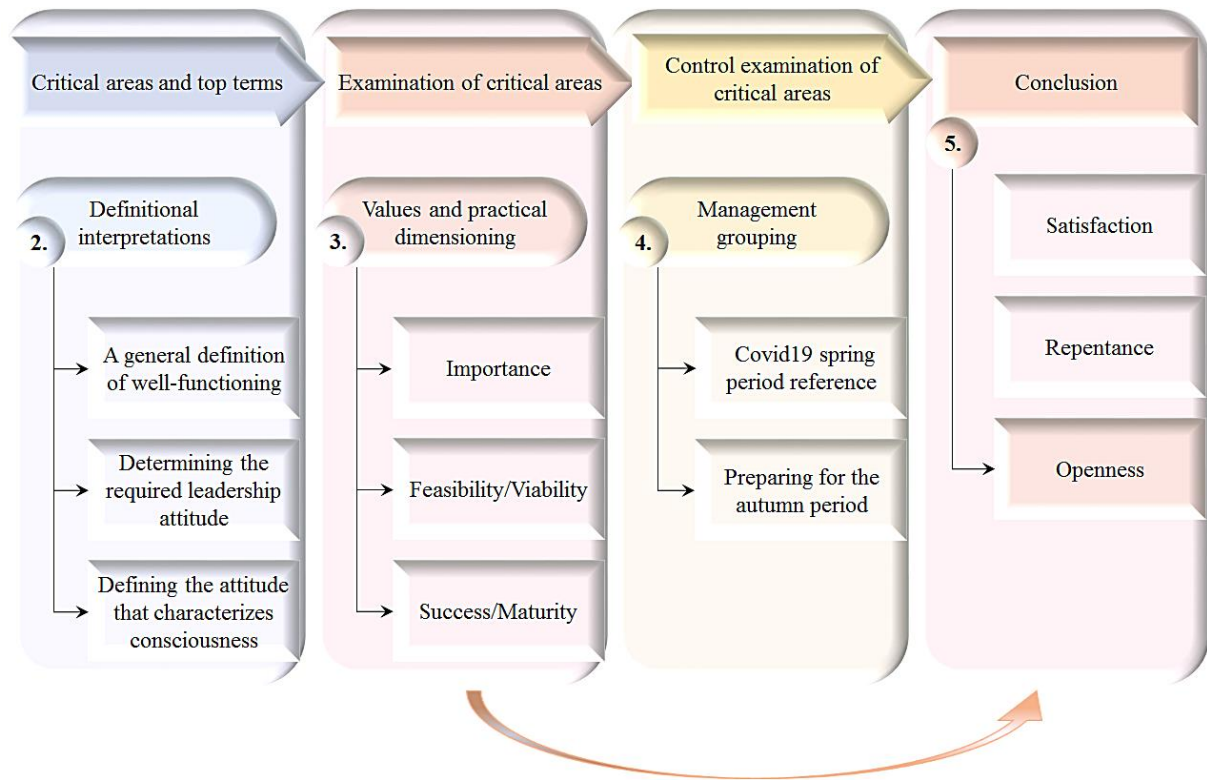 Critical areas and top terms
2.
Definitional
interpretations
A general definition
of well-functioning
Determining the
required leadership
attitude
Defining the attitude
that characterizes
consciousness
Examination of critical areas
3.
Values and practical
dimensioning
Importance
Feasibility/Viability
Success/Maturity
Control examination of
critical areas
4.
Management
grouping
Covid19 spring
period reference
Preparing for the
autumn period
Conclusion
5.
Satisfaction
Repentance
Openness